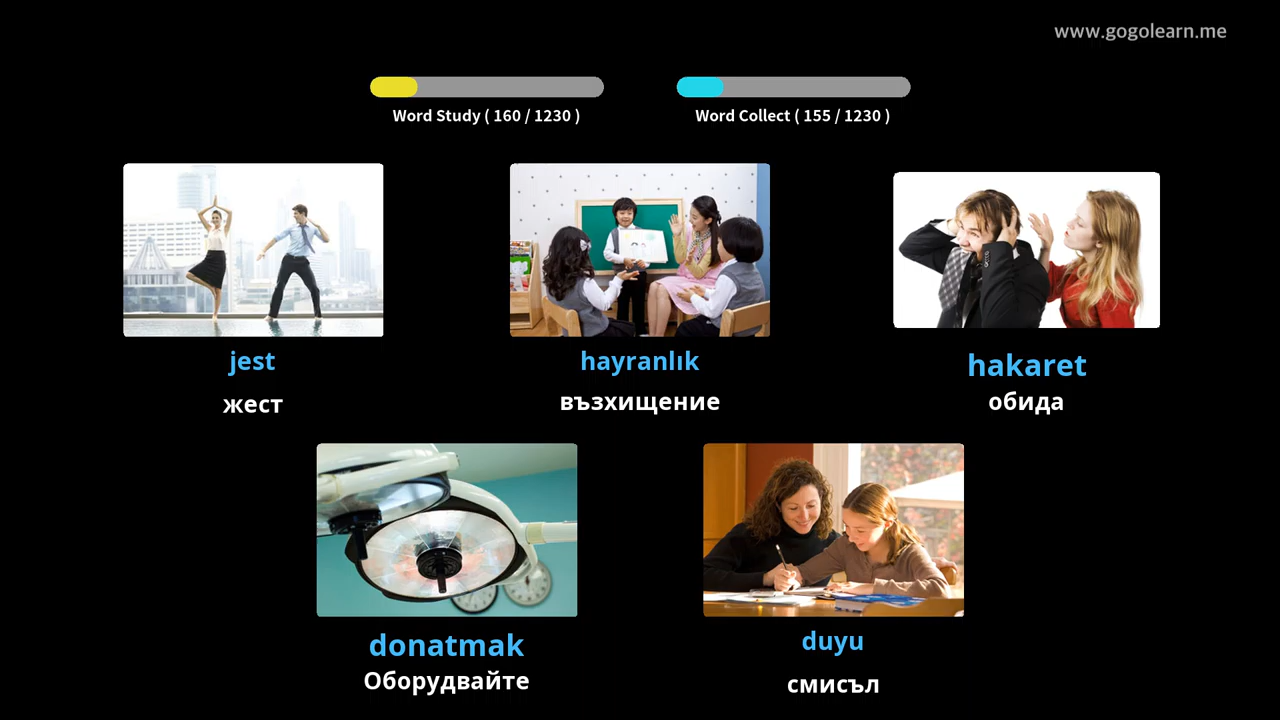 www.gogolearn.me
Word Study ( 160 / 1230 )
Word Collect ( 155 / 1230 )
jest
жест
hayranlık
възхищение
hakaret
обида
donatmak
Оборудвайте
duyu
смисъл